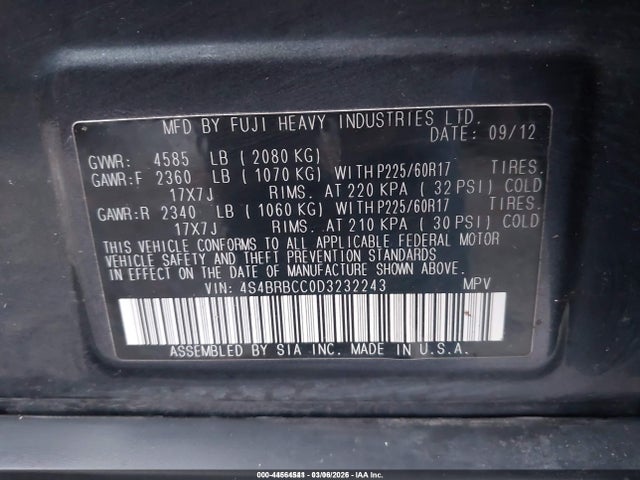 MFD BY FUJI HEAVY INDUSTRIES LTD.
DATE: 09/12
GVWR: 4585 LB (2080 KG)
GAWR:F 2360 LB (1070 KG) WITH P225/60R17 TIRES.
17X7J RIMS. AT 220 KPA (32 PSI) COLD
GAWR:R 2340 LB (1060 KG) WITH P225/60R17 TIRES.
17X7J RIMS. AT 210 KPA (30 PSI) COLD
THIS VEHICLE CONFORMS TO ALL APPLICABLE FEDERAL MOTOR
VEHICLE SAFETY AND THEFT PREVENTION STANDARDS
IN EFFECT ON THE DATE OF MANUFACTURE SHOWN ABOVE.
VIN: 4S4BRBCC0D3232243 MPV
ASSEMBLED BY SIA INC. MADE IN U.S.A.
000-44564541 - 03/06/2026 - IAA Inc.